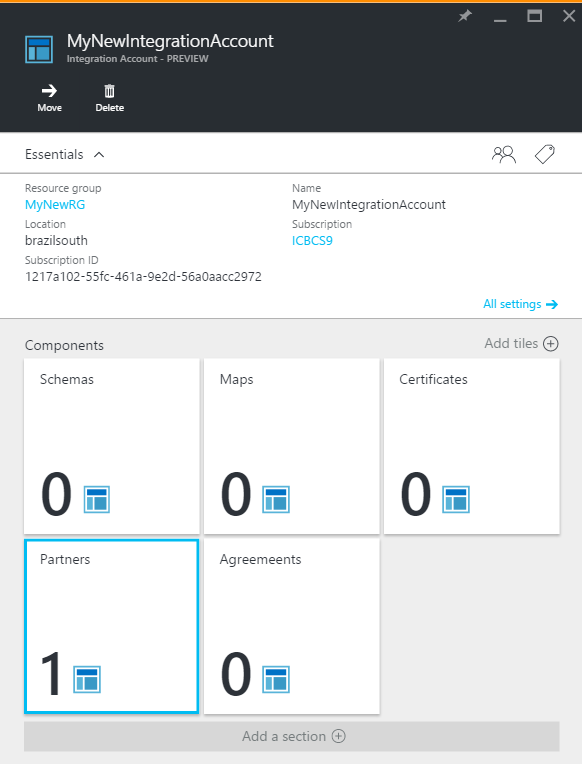 MyNewIntegrationAccount
Integration Account - PREVIEW
Move
Delete
Essentials
Resource group
MyNewRG
Name
MyNewIntegrationAccount
Location
brazilsouth
Subscription
ICBCS9
Subscription ID
1217a102-55fc-461a-9e2d-56a0aacc2972
All settings
Components
Add tiles
Schemas
0
Maps
0
Certificates
0
Partners
1
Agreemeents
0
Add a section